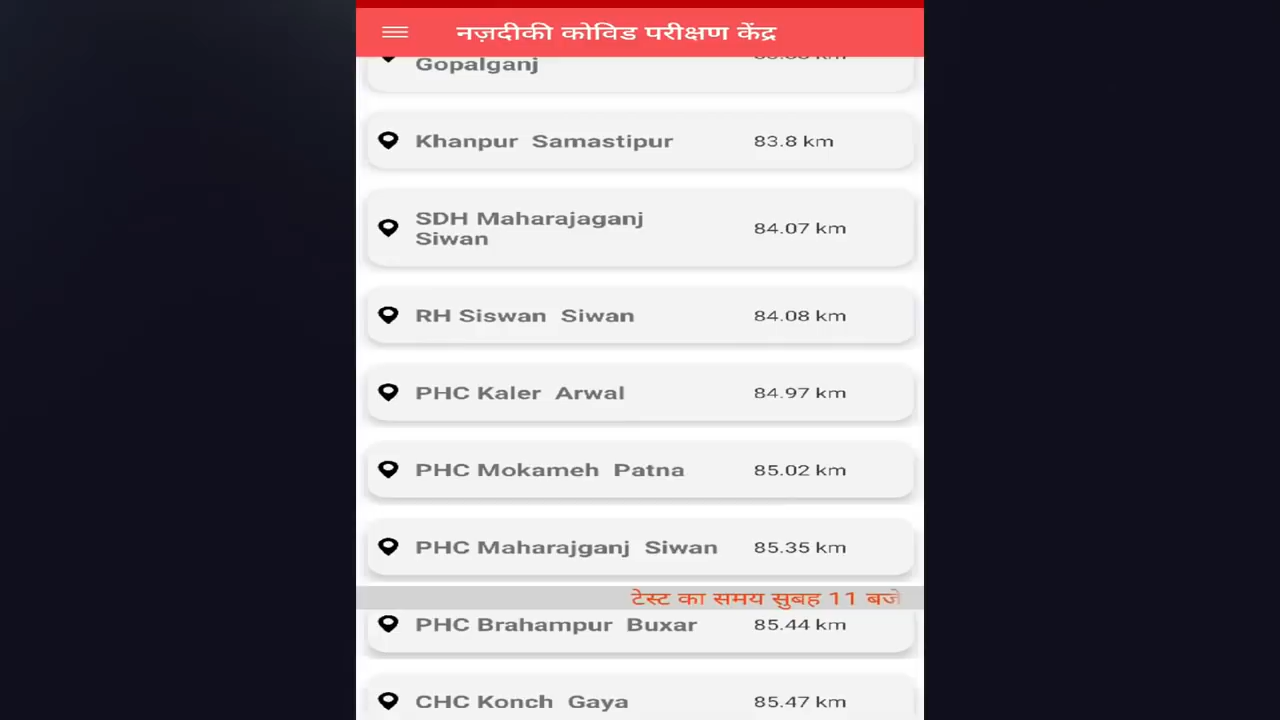 नज़दीकी कोविड परीक्षण केंद्र
Gopalganj
Khanpur Samastipur 83.8 km
SDH Maharajaganj
Siwan
84.07 km
RH Siswan Siwan 84.08 km
PHC Kaler Arwal 84.97 km
PHC Mokameh Patna 85.02 km
PHC Maharajganj Siwan 85.35 km
टेस्ट का समय सुबह 11 बजे
PHC Brahampur Buxar 85.44 km
CHC Konch Gaya 85.47 km